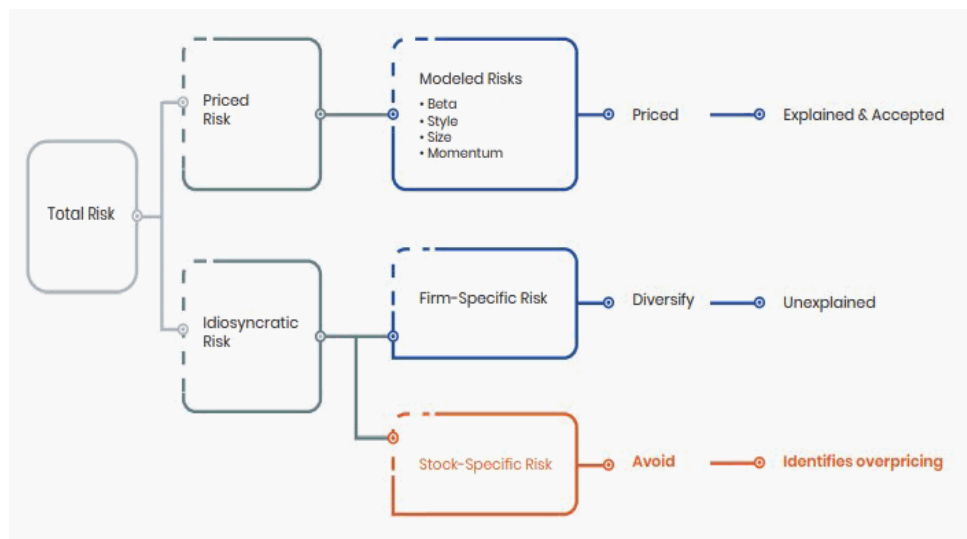 Total Risk
Priced
Risk
Modeled Risks
• Beta
• Style
• Size
• Momentum
Priced
Explained & Accepted
Idiosyncratic
Risk
Firm-Specific Risk
Diversify
Unexplained
Stock-Specific Risk
Avoid
Identifies overpricing